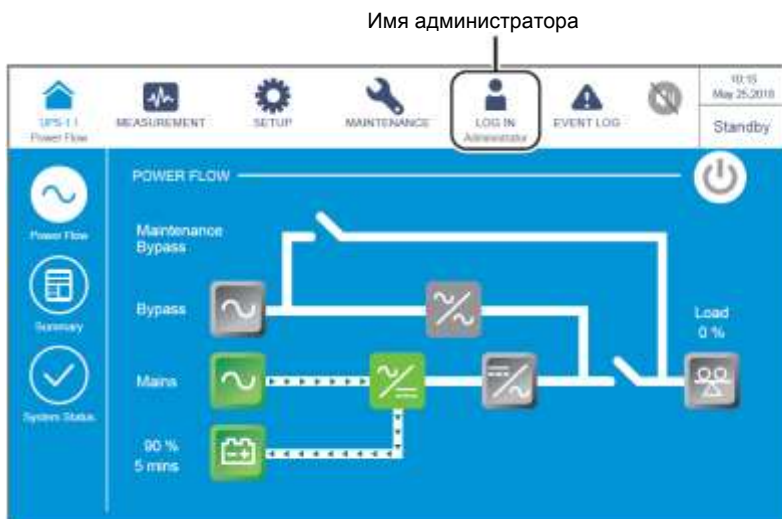 Имя администратора
10:15
May 25,2018
UPS-1.1
MEASUREMENT
SETUP
MAINTENANCE
LOG IN
EVENT LOG
Power Flow
Administrator
Standby
POWER FLOW
Power Flow
Maintenance
Bypass
Bypass
Summary
Load
0 %
Mains
System Status
90 %
5 mins